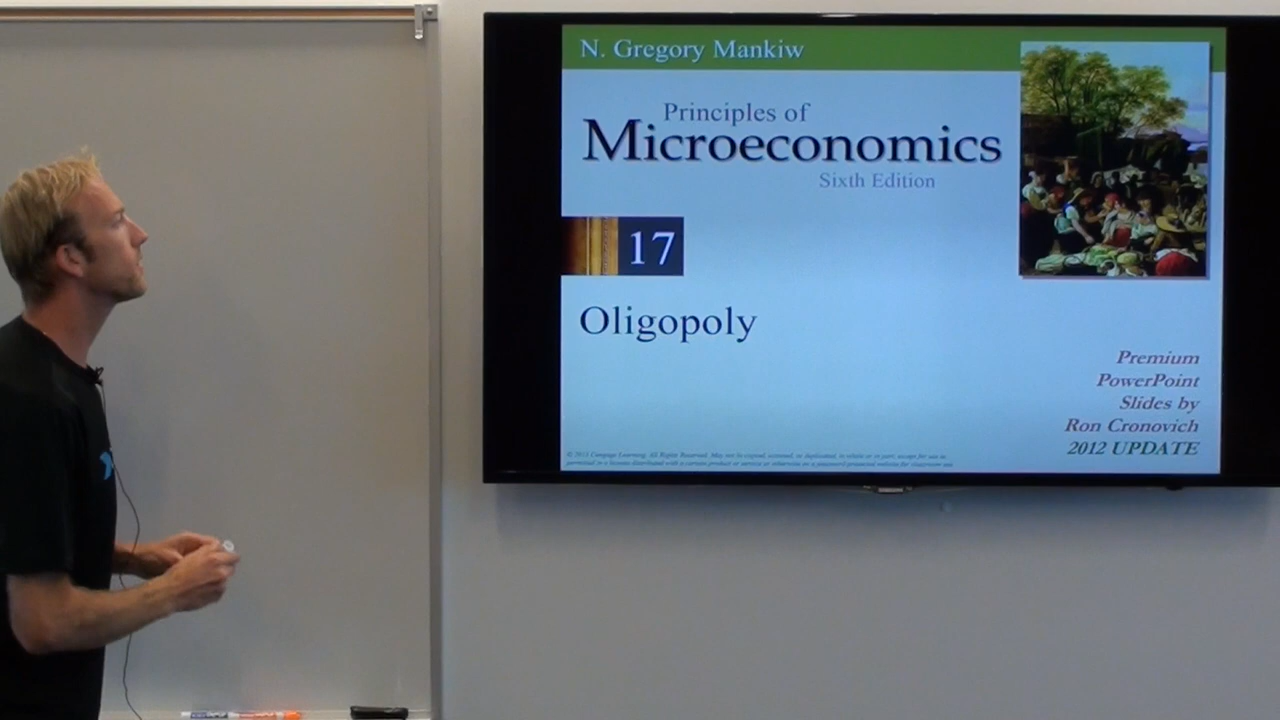 N. Gregory Mankiw
Principles of
Microeconomics
Sixth Edition
17
Oligopoly
Premium
PowerPoint
Slides by
Ron Cronovich
2012 UPDATE